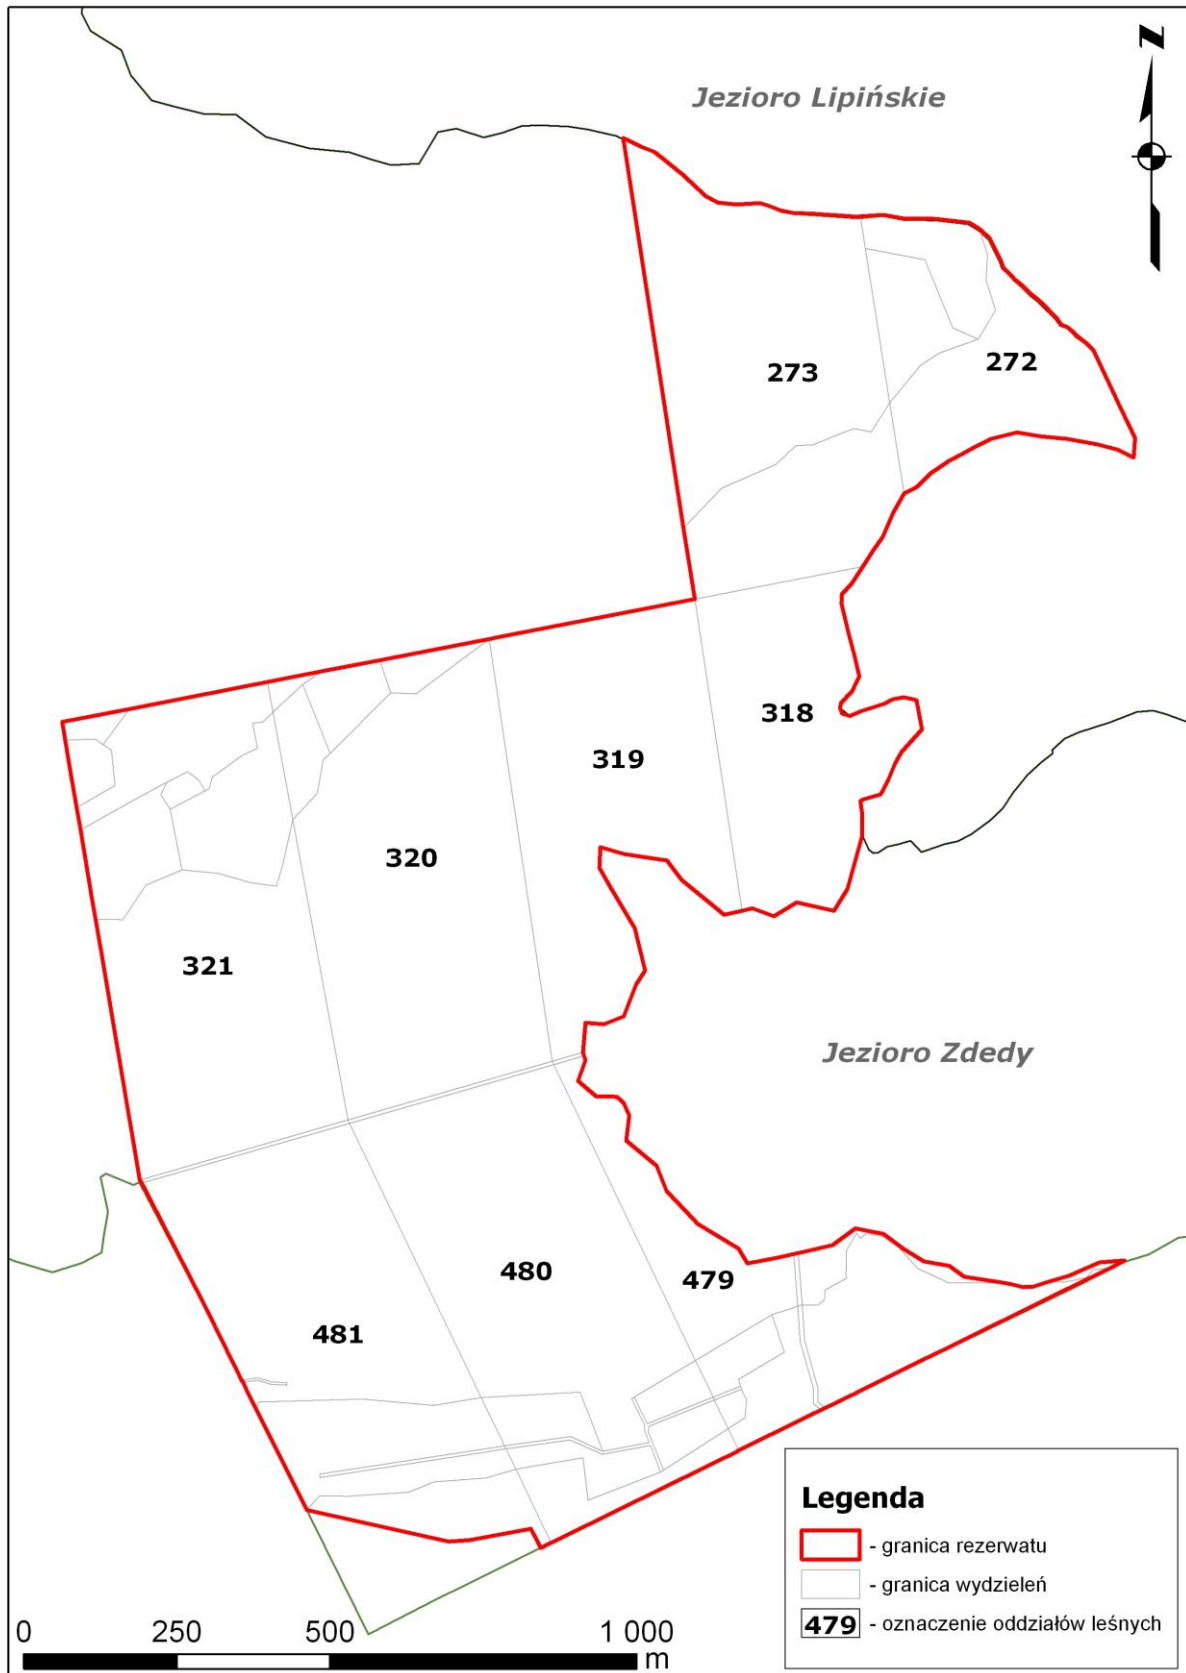 N
Jezioro Lipińskie
273
272
318
319
320
321
Jezioro Zdedy
480
479
481
Legenda
- granica rezerwatu
- granica wydzieleń
479 - oznaczenie oddziałów leśnych
0 250 500 1 000
m